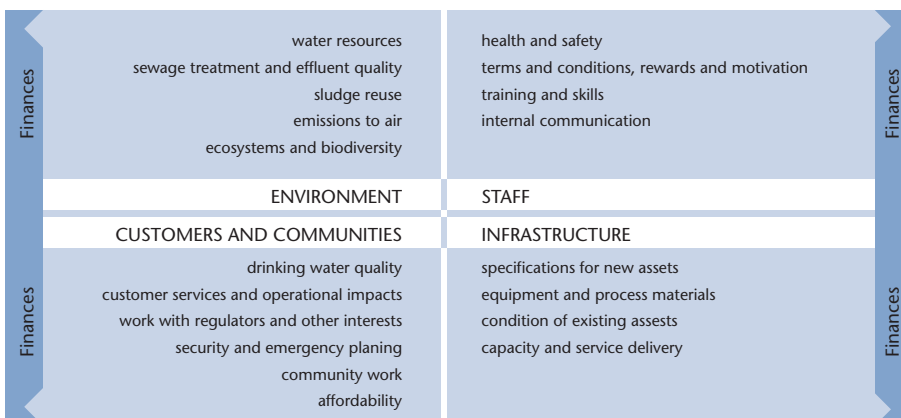 Finances
water resources
sewage treatment and effluent quality
sludge reuse
emissions to air
ecosystems and biodiversity
health and safety
terms and conditions, rewards and motivation
training and skills
internal communication
Finances
ENVIRONMENT
STAFF
CUSTOMERS AND COMMUNITIES
INFRASTRUCTURE
Finances
drinking water quality
customer services and operational impacts
work with regulators and other interests
security and emergency planing
community work
affordability
specifications for new assets
equipment and process materials
condition of existing assests
capacity and service delivery
Finances